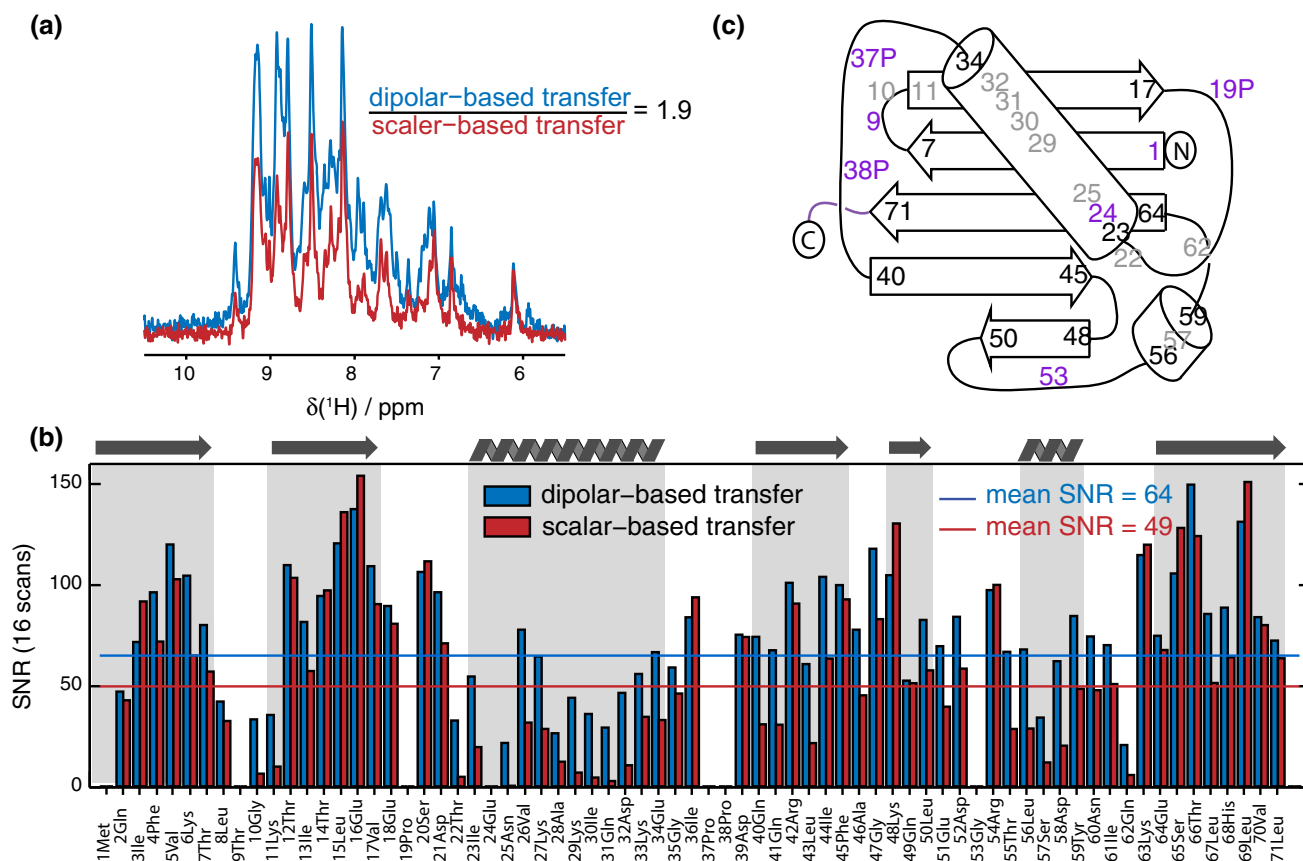 (a)
dipolar−based transfer
scaler−based transfer
= 1.9
10 9 8 7 6
δ(¹H) / ppm
(c)
37P
34
10
11
32
31
30
29
17
19P
9
7
1
N
38P
25
24
71
64
C
23
22
62
40
45
59
50
48
57
56
53
(b)
150
100
50
0
SNR (16 scans)
dipolar−based transfer
scalar−based transfer
mean SNR = 64
mean SNR = 49
1Met
2Gln
3Ile
4Phe
5Val
6Lys
7Thr
8Leu
9Thr
10Gly
11Lys
12Thr
13Ile
14Thr
15Leu
16Glu
17Val
18Glu
19Pro
20Ser
21Asp
22Thr
23Ile
24Glu
25Asn
26Val
27Lys
28Ala
29Lys
30Ile
31Gln
32Asp
33Lys
34Glu
35Gly
36Ile
37Pro
38Pro
39Asp
40Gln
41Gln
42Arg
43Leu
44Ile
45Phe
46Ala
47Gly
48Lys
49Gln
50Leu
51Glu
52Asp
53Gly
54Arg
55Thr
56Leu
57Ser
58Asp
59Tyr
60Asn
61Ile
62Gln
63Lys
64Glu
65Ser
66Thr
67Leu
68His
69Leu
70Val
71Leu